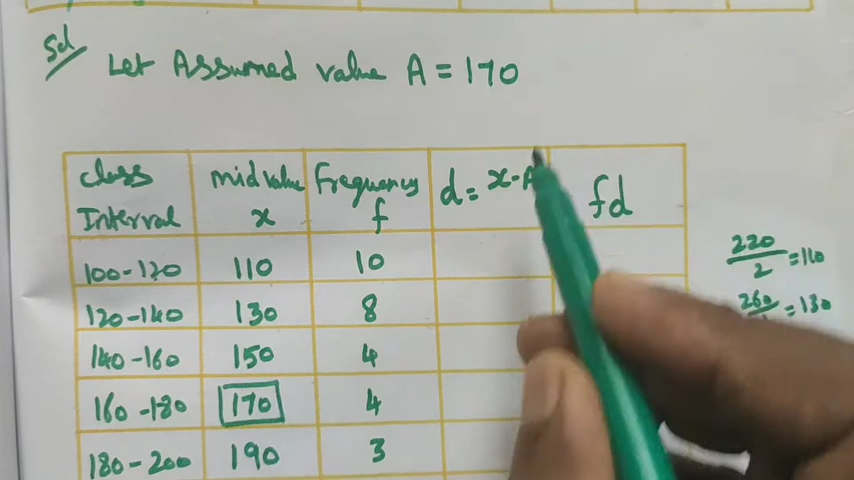 Sol
Let Assumed value A = 170
class Interval mid value x Frequency f d = x - A fd
100-120 110 10
120-140 130 8
140-160 150 4
160-180 170 4
180-200 190 3
220/2 = 110
260/ = 130